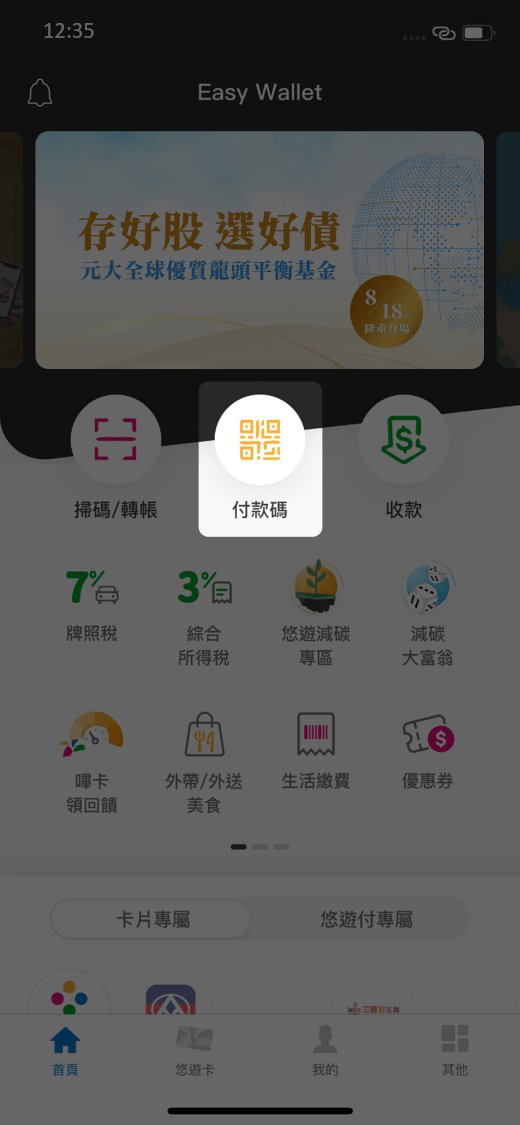 12:35
Easy Wallet
存好股 選好債
元大全球優質龍頭平衡基金
8/18
隆重登場
掃碼/轉帳
付款碼
收款
7%
3%
牌照稅
綜合
所得稅
悠遊減碳
專區
減碳
大富翁
嗶卡
領回饋
外帶/外送
美食
生活繳費
優惠券
卡片專屬
悠遊付專屬
首頁
悠遊卡
我的
其他